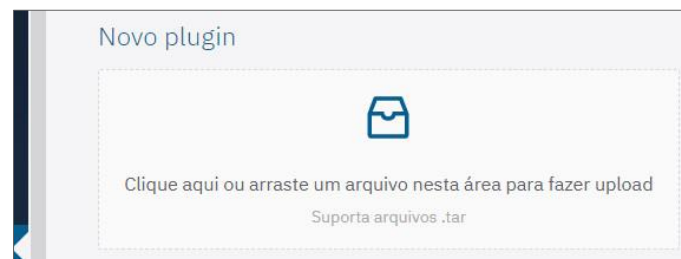 Novo plugin
Clique aqui ou arraste um arquivo nesta área para fazer upload
Suporta arquivos .tar